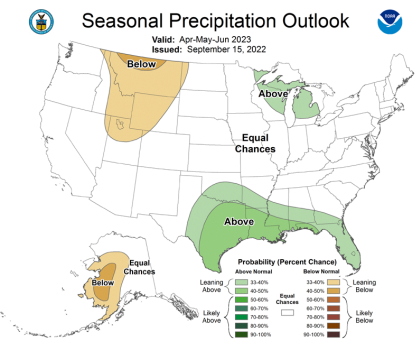 Seasonal Precipitation Outlook
Valid: Apr-May-Jun 2023
Issued: September 15, 2022
Below
Above
Equal
Chances
Above
Equal
Chances
Below
Probability (Percent Chance)
Above Normal
Below Normal
Leaning
Above
33-40%
40-50%
Likely
Above
50-60%
60-70%
70-80%
80-90%
90-100%
Equal
Chances
33-40%
40-50%
Leaning
Below
50-60%
60-70%
70-80%
80-90%
90-100%
Likely
Below